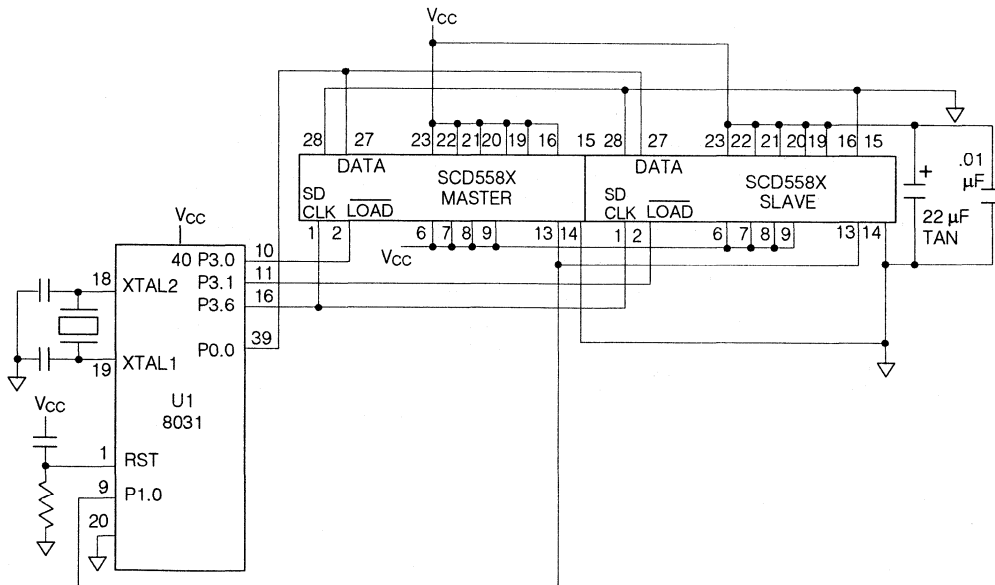 VCC
28 27 23 22 21 20 19 16 15 28 27 23 22 21 20 19 16 15
DATA DATA
SCD558X SCD558X
MASTER SLAVE
SD SD
CLK LOAD CLK LOAD
1 2 6 7 8 9 13 14 1 2 6 7 8 9 13 14
VCC
+
.01
µF
22 µF
TAN
VCC
40 P3.0 10
P3.1 11
P3.6 16
P0.0 39
18 XTAL2
19 XTAL1
U1
8031
VCC
1 RST
9 P1.0
20